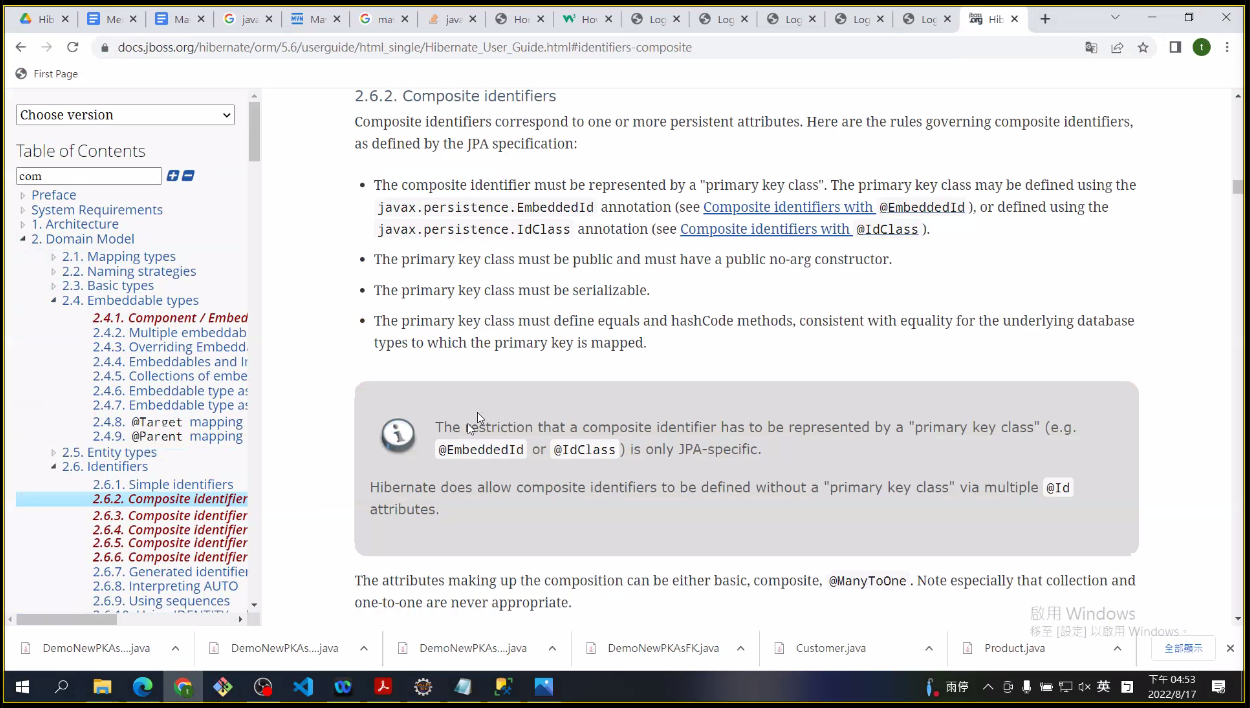 Hib
Me
Ma
java
Mav
mav
java
Ho
Hov
Log
Log
Log
Log
Log
Hib
docs.jboss.org/hibernate/orm/5.6/userguide/html_single/Hibernate_User_Guide.html#identifiers-composite
t
First Page
Choose version
Table of Contents
com
Preface
System Requirements
1. Architecture
2. Domain Model
2.1. Mapping types
2.2. Naming strategies
2.3. Basic types
2.4. Embeddable types
2.4.1. Component / Embed
2.4.2. Multiple embeddab
2.4.3. Overriding Embedd
2.4.4. Embeddables and In
2.4.5. Collections of embe
2.4.6. Embeddable type as
2.4.7. Embeddable type as
2.4.8. @Target mapping
2.4.9. @Parent mapping
2.5. Entity types
2.6. Identifiers
2.6.1. Simple identifiers
2.6.2. Composite identifier
2.6.3. Composite identifier
2.6.4. Composite identifier
2.6.5. Composite identifier
2.6.6. Composite identifier
2.6.7. Generated identifier
2.6.8. Interpreting AUTO
2.6.9. Using sequences
2.6.2. Composite identifiers
Composite identifiers correspond to one or more persistent attributes. Here are the rules governing composite identifiers,
as defined by the JPA specification:
The composite identifier must be represented by a "primary key class". The primary key class may be defined using the
javax.persistence.EmbeddedId annotation (see Composite identifiers with @EmbeddedId ), or defined using the
javax.persistence.IdClass annotation (see Composite identifiers with @IdClass ).
The primary key class must be public and must have a public no-arg constructor.
The primary key class must be serializable.
The primary key class must define equals and hashCode methods, consistent with equality for the underlying database
types to which the primary key is mapped.
The restriction that a composite identifier has to be represented by a "primary key class" (e.g.
@EmbeddedId or @IdClass ) is only JPA-specific.
Hibernate does allow composite identifiers to be defined without a "primary key class" via multiple @Id
attributes.
The attributes making up the composition can be either basic, composite, @ManyToOne . Note especially that collection and
one-to-one are never appropriate.
啟用 Windows
移至 [設定] 以啟用 Windows。
DemoNewPKAs....java
DemoNewPKAs....java
DemoNewPKAs....java
DemoNewPKAsFK.java
Customer.java
Product.java
全部顯示
雨停
英
下午 04:53
2022/8/17